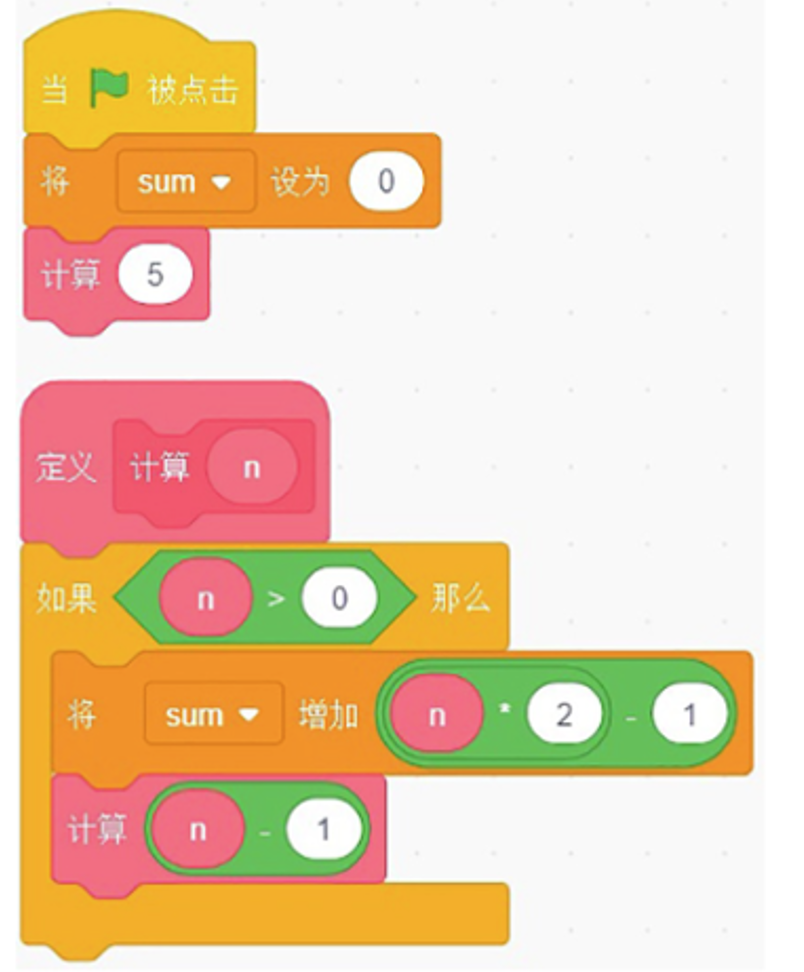 当 被点击
将 sum 设为 0
计算 5
定义 计算 n
如果 n > 0 那么
将 sum 增加 n * 2 - 1
计算 n - 1